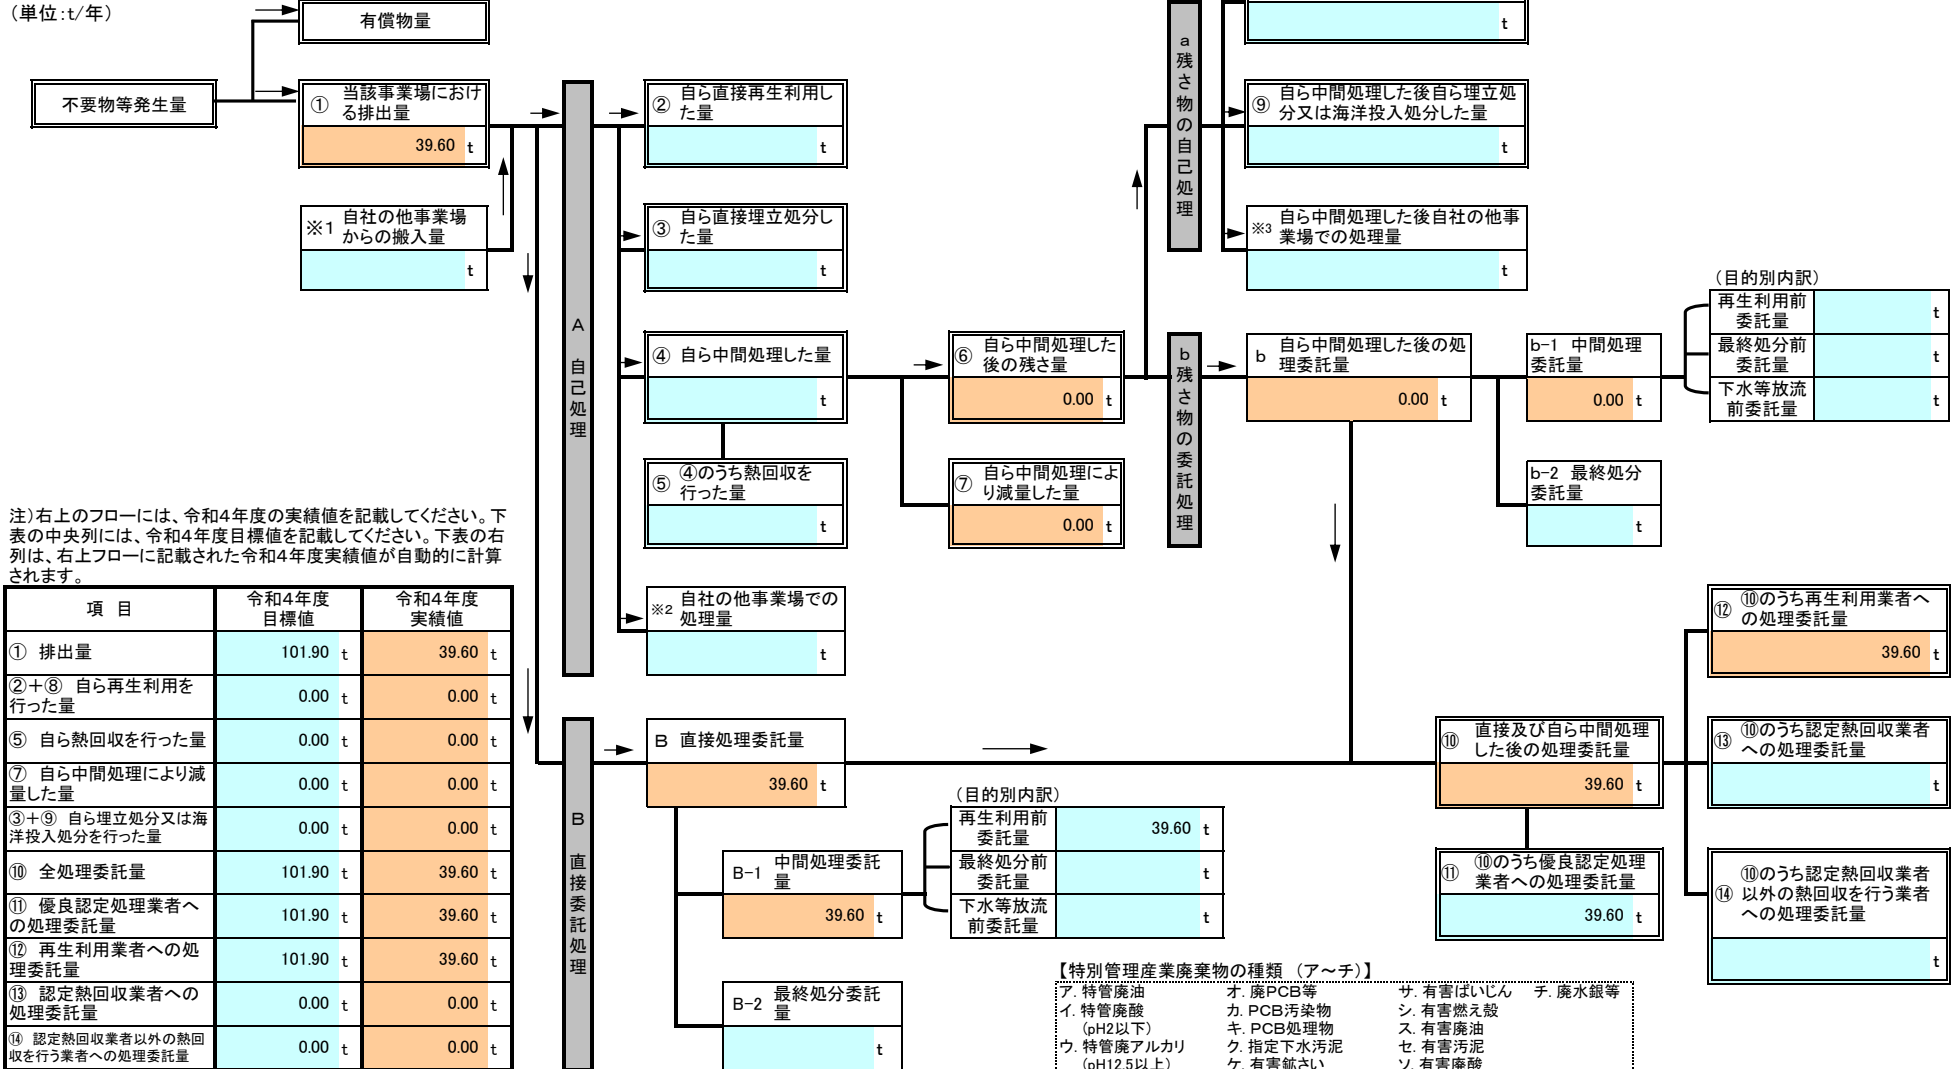 （単位：t/年）
有償物量
不要物等発生量
① 当該事業場におけ
る排出量
39.60 t
※1 自社の他事業場
からの搬入量
t
A
自
己
処
理
② 自ら直接再生利用し
た量
t
③ 自ら直接埋立処分し
た量
t
④ 自ら中間処理した量
t
⑤ ④のうち熱回収を
行った量
t
※2 自社の他事業場での
処理量
t
⑥ 自ら中間処理した
後の残さ量
0.00 t
⑦ 自ら中間処理によ
り減量した量
0.00 t
a
残
さ
物
の
自
己
処
理
t
⑨ 自ら中間処理した後自ら埋立処
分又は海洋投入処分した量
t
※3 自ら中間処理した後自社の他事
業場での処理量
t
b
残
さ
物
の
委
託
処
理
b 自ら中間処理した後の処
理委託量
0.00 t
b-1 中間処理
委託量
0.00 t
b-2 最終処分
委託量
t
（目的別内訳）
再生利用前
委託量
t
最終処分前
委託量
t
下水等放流
前委託量
t
注）右上のフローには、令和４年度の実績値を記載してください。下
表の中央列には、令和４年度目標値を記載してください。下表の右
列は、右上フローに記載された令和４年度実績値が自動的に計算
されます。
項 目 令和４年度
目標値 令和４年度
実績値
① 排出量 101.90 t 39.60 t
②＋⑧ 自ら再生利用を
行った量 0.00 t 0.00 t
⑤ 自ら熱回収を行った量 0.00 t 0.00 t
⑦ 自ら中間処理により減
量した量 0.00 t 0.00 t
③＋⑨ 自ら埋立処分又は海
洋投入処分を行った量 0.00 t 0.00 t
⑩ 全処理委託量 101.90 t 39.60 t
⑪ 優良認定処理業者へ
の処理委託量 101.90 t 39.60 t
⑫ 再生利用業者への処
理委託量 101.90 t 39.60 t
⑬ 認定熱回収業者への
処理委託量 0.00 t 0.00 t
⑭ 認定熱回収業者以外の熱回
収を行う業者への処理委託量 0.00 t 0.00 t
B
直
接
委
託
処
理
B 直接処理委託量
39.60 t
B-1 中間処理委託
量
39.60 t
B-2 最終処分委託
量
t
（目的別内訳）
再生利用前
委託量
39.60 t
最終処分前
委託量
t
下水等放流
前委託量
t
⑩ 直接及び自ら中間処理
した後の処理委託量
39.60 t
⑪ ⑩のうち優良認定処理
業者への処理委託量
39.60 t
⑫ ⑩のうち再生利用業者へ
の処理委託量
39.60 t
⑬ ⑩のうち認定熱回収業者
への処理委託量
t
⑭ ⑩のうち認定熱回収業者
以外の熱回収を行う業者
への処理委託量
t
【特別管理産業廃棄物の種類 （ア～チ）】
ア．特管廃油 オ．廃PCB等 サ．有害ばいじん チ．廃水銀等
イ．特管廃酸 カ．PCB汚染物 シ．有害燃え殻
（pH2以下） キ．PCB処理物 ス．有害廃油
ウ．特管廃アルカリ ク．指定下水汚泥 セ．有害汚泥
（pH12.5以上） ケ．有害鉱さい ソ．有害廃酸